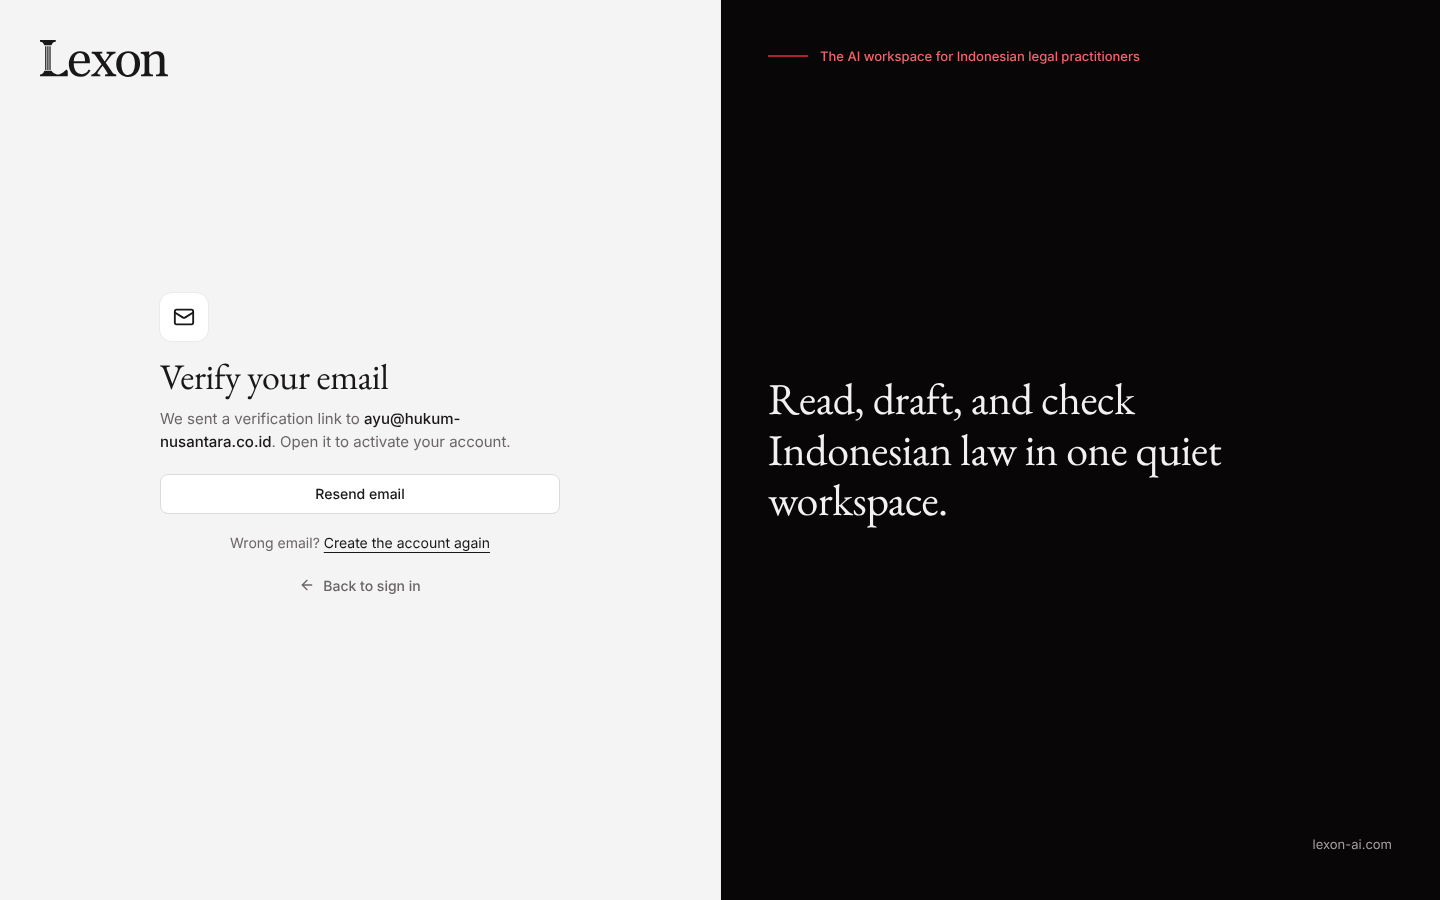 Lexon
Verify your email
We sent a verification link to ayu@hukum-
nusantara.co.id. Open it to activate your account.
Resend email
Wrong email? Create the account again
Back to sign in
The AI workspace for Indonesian legal practitioners
Read, draft, and check
Indonesian law in one quiet
workspace.
lexon-ai.com